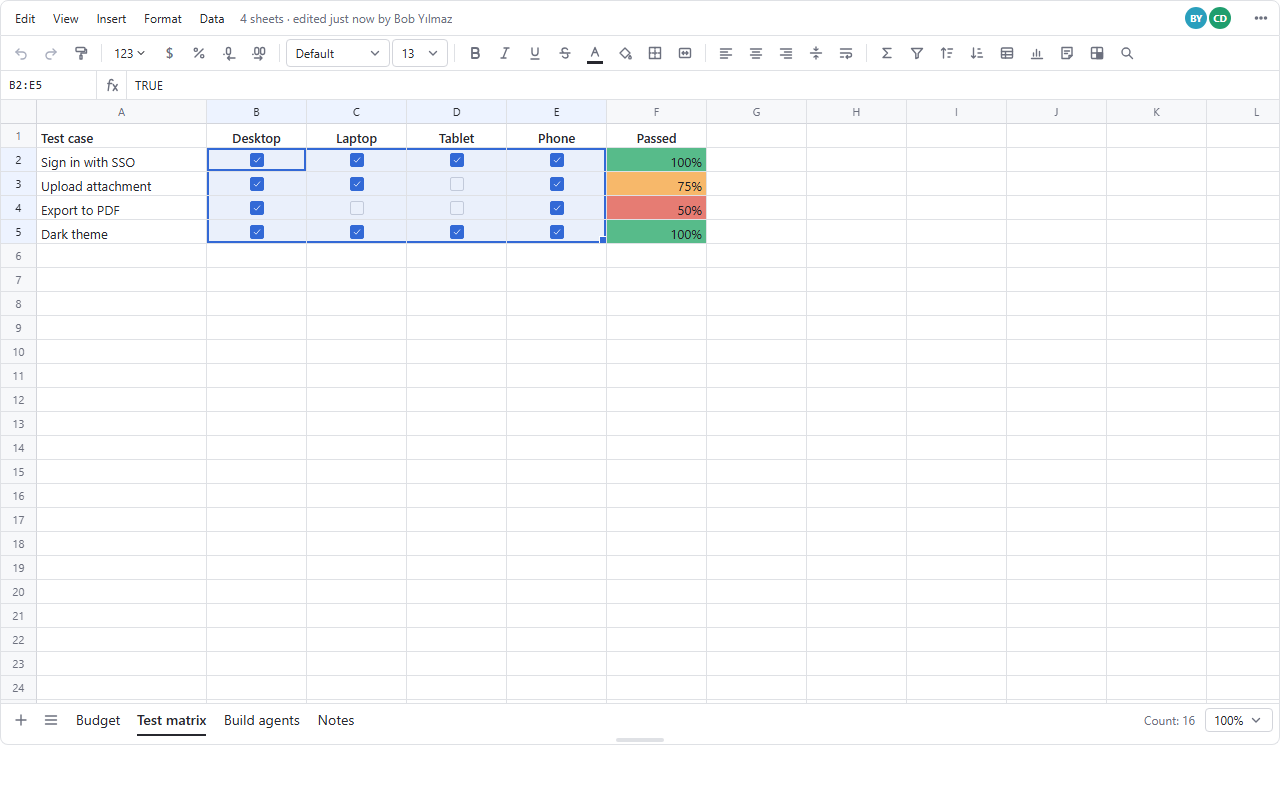 Edit View Insert Format Data 4 sheets · edited just now by Bob Yılmaz BY CD
123 $ % .0 .00 Default 13 B I U S A Σ
B2:E5 fx TRUE
A B C D E F G H I J K L
1 Test case Desktop Laptop Tablet Phone Passed
2 Sign in with SSO 100%
3 Upload attachment 75%
4 Export to PDF 50%
5 Dark theme 100%
6
7
8
9
10
11
12
13
14
15
16
17
18
19
20
21
22
23
24
Budget Test matrix Build agents Notes Count: 16 100%